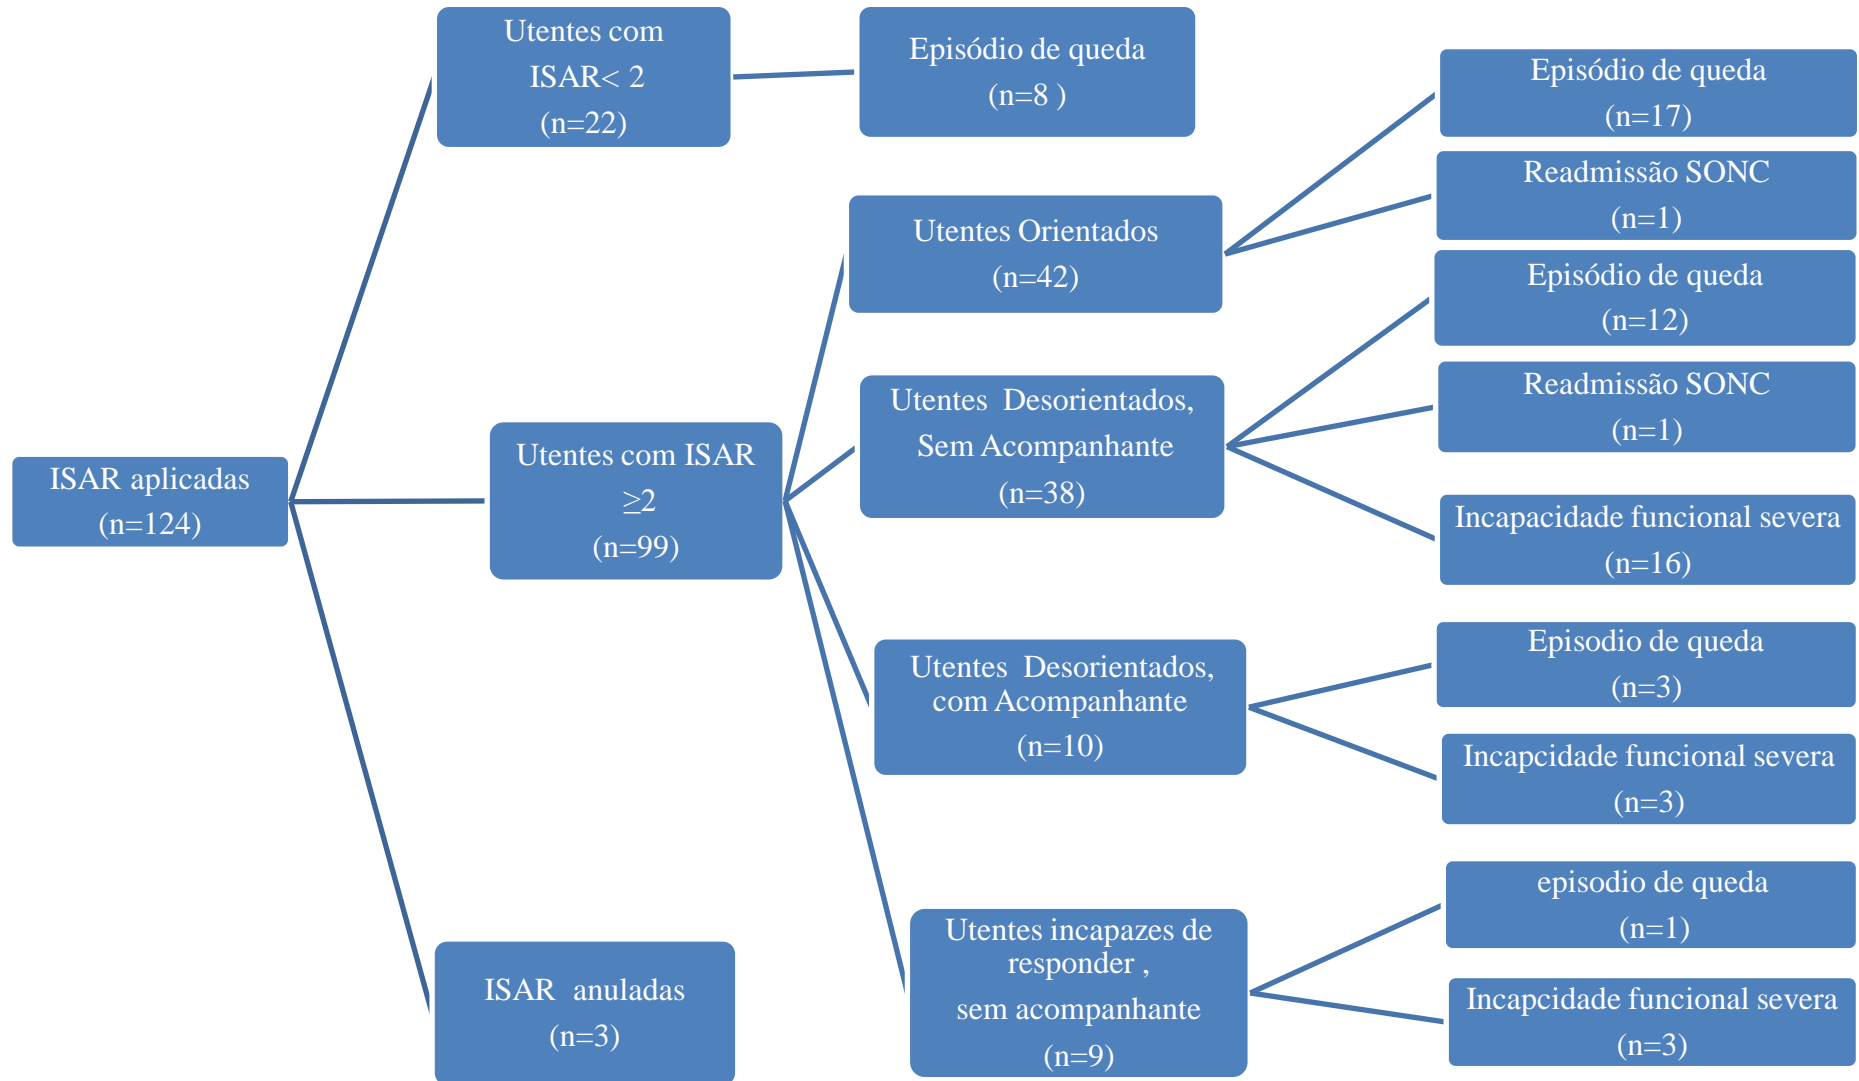 ISAR aplicadas
(n=124)
Utentes com
ISAR< 2
(n=22)
Episódio de queda
(n=8 )
Utentes com ISAR
≥2
(n=99)
Utentes Orientados
(n=42)
Episódio de queda
(n=17)
Readmissão SONC
(n=1)
Utentes Desorientados,
Sem Acompanhante
(n=38)
Episódio de queda
(n=12)
Readmissão SONC
(n=1)
Incapacidade funcional severa
(n=16)
Utentes Desorientados,
com Acompanhante
(n=10)
Episodio de queda
(n=3)
Incapcidade funcional severa
(n=3)
Utentes incapazes de
responder ,
sem acompanhante
(n=9)
episodio de queda
(n=1)
Incapcidade funcional severa
(n=3)
ISAR anuladas
(n=3)